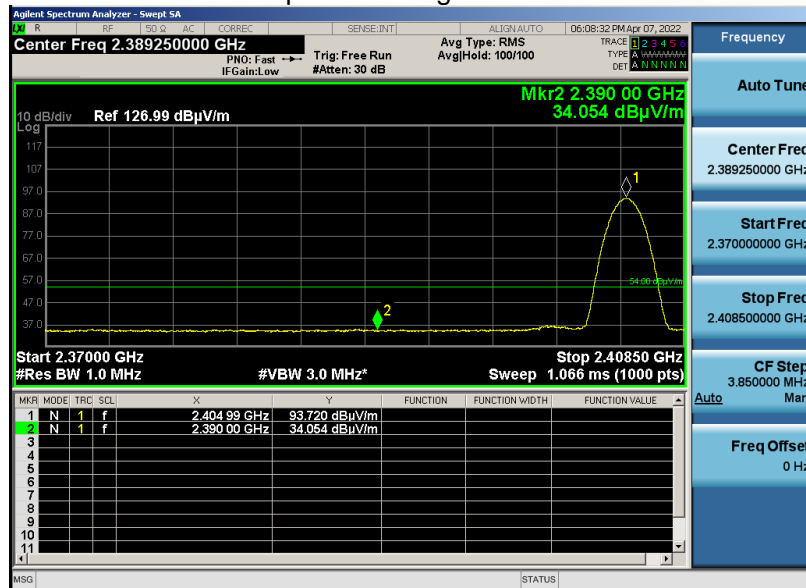 Agilent Spectrum Analyzer - Swept SA
LXI R RF 50 Ω AC CORREC SENSE:INT ALIGN AUTO 06:08:32 PM Apr 07, 2022
Center Freq 2.389250000 GHz
PNO: Fast
IFGain:Low
Trig: Free Run
#Atten: 30 dB
Avg Type: RMS
Avg|Hold: 100/100
TRACE 1 2 3 4 5 6
TYPE A WWWWW
DET A N N N N N
Mkr2 2.390 00 GHz
34.054 dBµV/m
10 dB/div Ref 126.99 dBµV/m
Log
117
107
97.0
87.0
77.0
67.0
57.0
47.0
37.0
1
2
54.00 dBµV/m
Start 2.37000 GHz Stop 2.40850 GHz
#Res BW 1.0 MHz #VBW 3.0 MHz* Sweep 1.066 ms (1000 pts)
MKR MODE TRC SCL X Y FUNCTION FUNCTION WIDTH FUNCTION VALUE
1 N 1 f 2.404 99 GHz 93.720 dBµV/m
2 N 1 f 2.390 00 GHz 34.054 dBµV/m
3
4
5
6
7
8
9
10
11
MSG STATUS
Frequency
Auto Tune
Center Freq
2.389250000 GHz
Start Freq
2.370000000 GHz
Stop Freq
2.408500000 GHz
CF Step
3.850000 MHz
Auto Man
Freq Offset
0 Hz